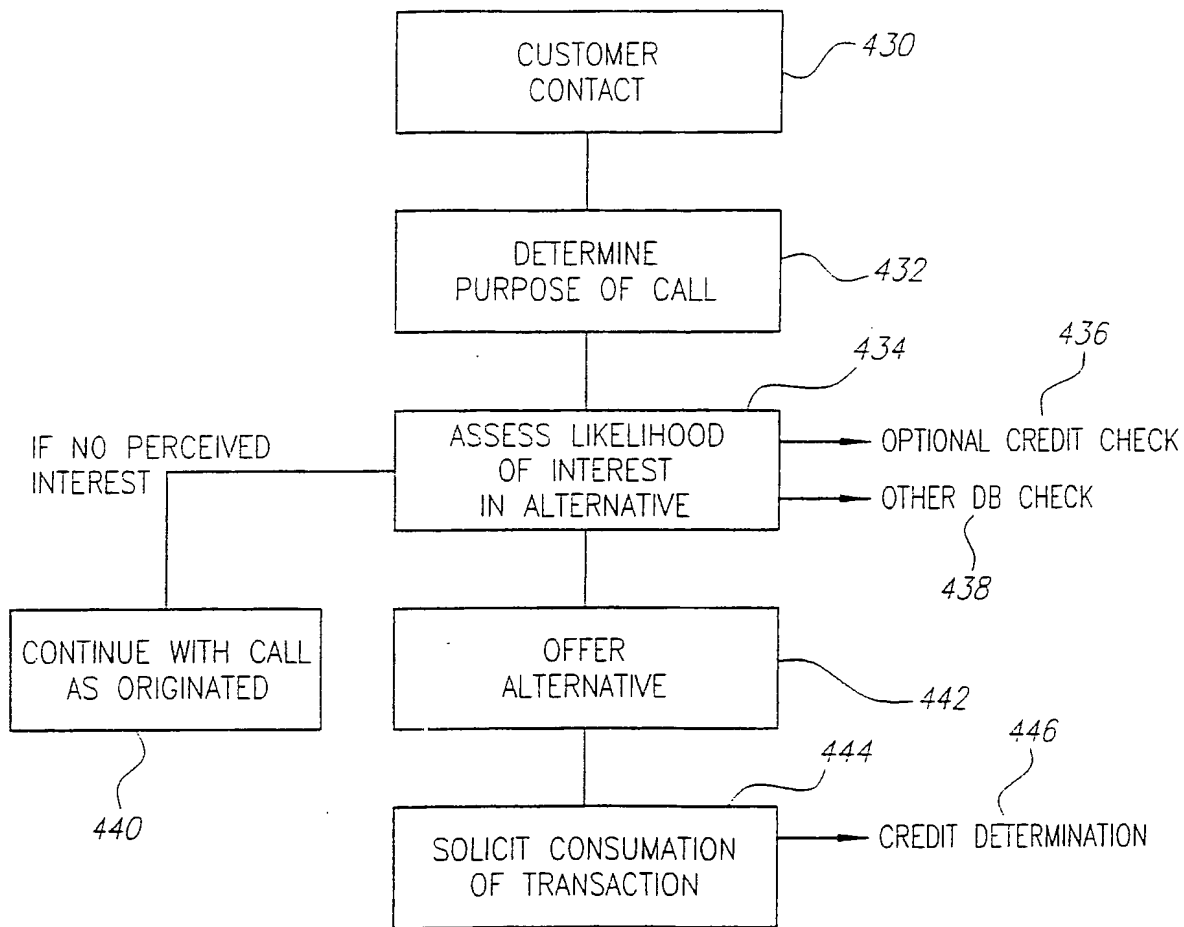 CUSTOMER
CONTACT
430
DETERMINE
PURPOSE OF CALL
432
434
436
IF NO PERCEIVED
INTEREST
ASSESS LIKELIHOOD
OF INTEREST
IN ALTERNATIVE
OPTIONAL CREDIT CHECK
OTHER DB CHECK
438
CONTINUE WITH CALL
AS ORIGINATED
440
OFFER
ALTERNATIVE
442
444
446
SOLICIT CONSUMATION
OF TRANSACTION
CREDIT DETERMINATION